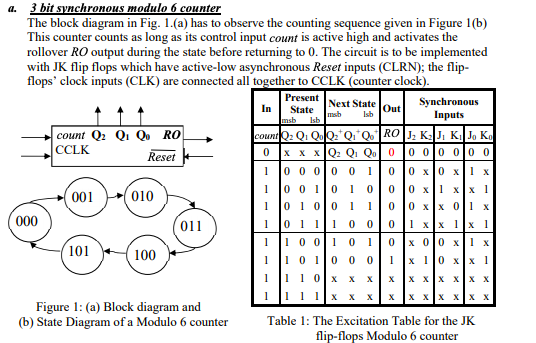 a. 3 bit synchronous modulo 6 counter
The block diagram in Fig. 1.(a) has to observe the counting sequence given in Figure 1(b)
This counter counts as long as its control input count is active high and activates the
rollover RO output during the state before returning to 0. The circuit is to be implemented
with JK flip flops which have active-low asynchronous Reset inputs (CLRN); the flip-
flops' clock inputs (CLK) are connected all together to CCLK (counter clock).
count Q2 Q1 Q0 RO
CCLK
Reset
001 010
000 011
101 100
Figure 1: (a) Block diagram and
(b) State Diagram of a Modulo 6 counter
In Present State Next State Out Synchronous Inputs
msb lsb msb lsb
count Q2 Q1 Q0 Q2+ Q1+ Q0+ RO J2 K2 J1 K1 J0 K0
0 x x x Q2 Q1 Q0 0 0 0 0 0 0 0
1 0 0 0 0 0 1 0 0 x 0 x 1 x
1 0 0 1 0 1 0 0 0 x 1 x x 1
1 0 1 0 0 1 1 0 0 x x 0 1 x
1 0 1 1 1 0 0 0 1 x x 1 x 1
1 1 0 0 1 0 1 0 x 0 0 x 1 x
1 1 0 1 0 0 0 1 x 1 0 x x 1
1 1 1 0 x x x x x x x x x x
1 1 1 1 x x x x x x x x x x
Table 1: The Excitation Table for the JK
flip-flops Modulo 6 counter